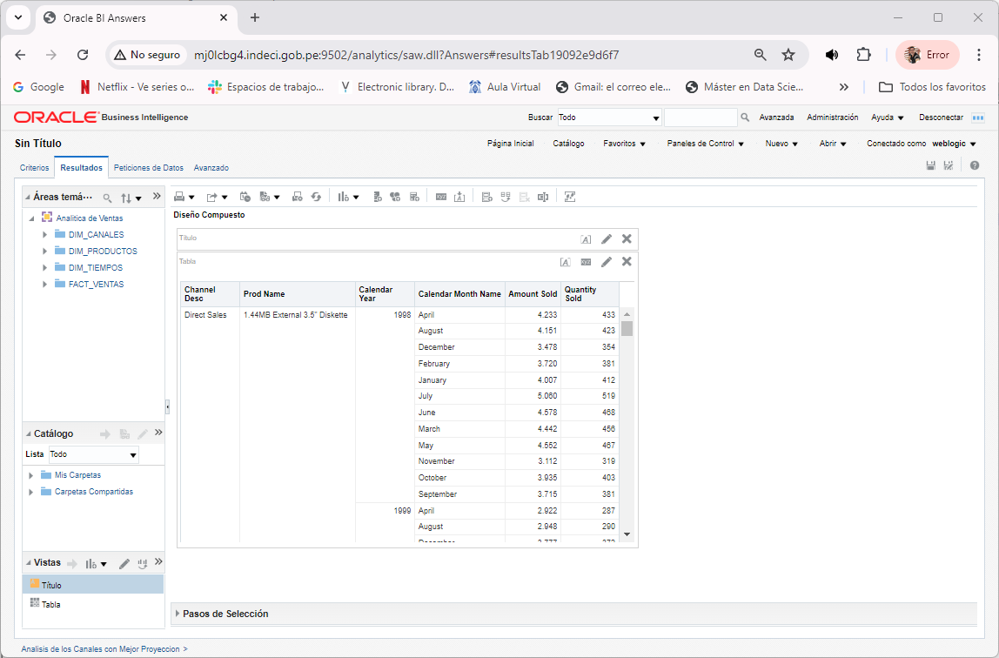 Oracle BI Answers
No seguro mj0lcbg4.indeci.gob.pe:9502/analytics/saw.dll?Answers#resultsTab19092e9d6f7 Error
Google Netflix - Ve series o... Espacios de trabajo... Electronic library. D... Aula Virtual Gmail: el correo ele... Máster en Data Scie... » Todos los favoritos
ORACLE Business Intelligence Buscar Todo Avanzada Administración Ayuda Desconectar
Sin Título Página Inicial Catálogo Favoritos Paneles de Control Nuevo Abrir Conectado como weblogic
Criterios Resultados Peticiones de Datos Avanzado
Áreas temá···
Analitica de Ventas
DIM_CANALES
DIM_PRODUCTOS
DIM_TIEMPOS
FACT_VENTAS
Catálogo
Lista Todo
Mis Carpetas
Carpetas Compartidas
Vistas
Título
Tabla
Diseño Compuesto
Título
Tabla
Channel Desc Prod Name Calendar Year Calendar Month Name Amount Sold Quantity Sold
Direct Sales 1.44MB External 3.5" Diskette 1998 April 4.233 433
August 4.151 423
December 3.478 354
February 3.720 381
January 4.007 412
July 5.060 519
June 4.578 468
March 4.442 456
May 4.552 467
November 3.112 319
October 3.935 403
September 3.715 381
1999 April 2.922 287
August 2.948 290
Pasos de Selección
Analisis de los Canales con Mejor Proyeccion >